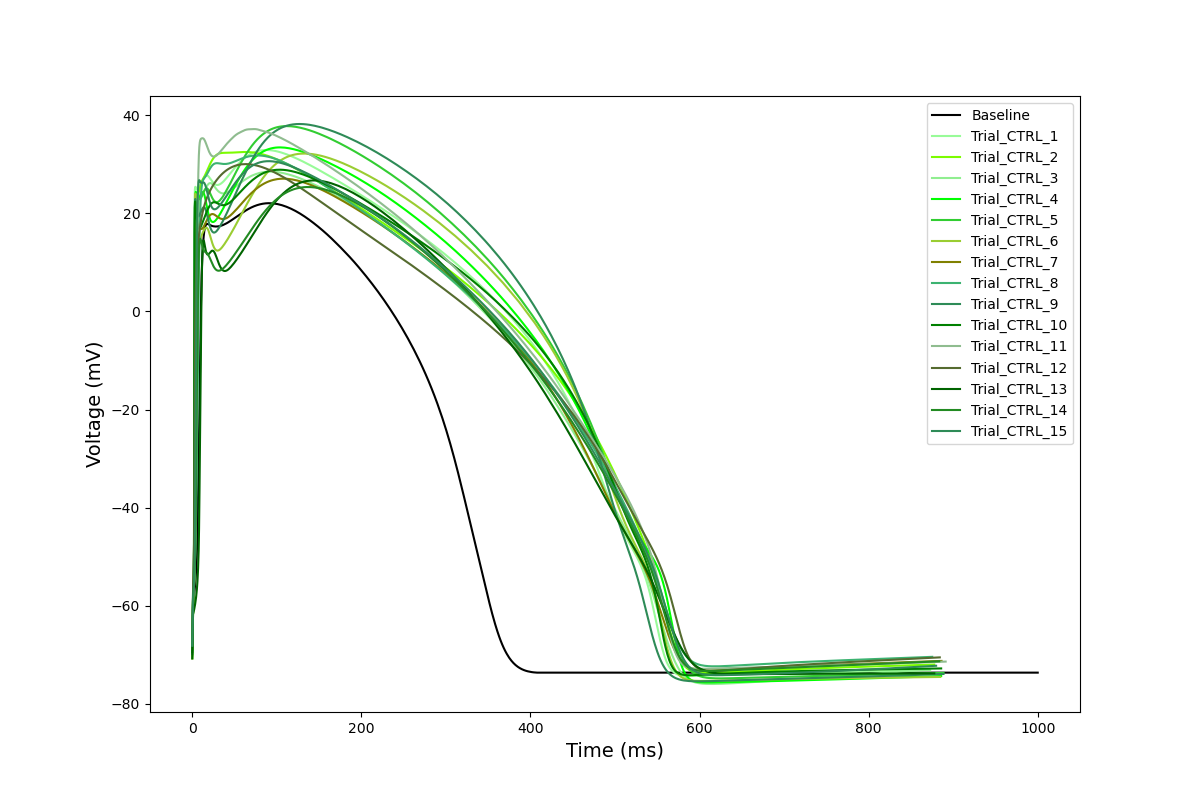 40
20
0
−20
−40
−60
−80
Voltage (mV)
0
200
400
600
800
1000
Time (ms)
Baseline
Trial_CTRL_1
Trial_CTRL_2
Trial_CTRL_3
Trial_CTRL_4
Trial_CTRL_5
Trial_CTRL_6
Trial_CTRL_7
Trial_CTRL_8
Trial_CTRL_9
Trial_CTRL_10
Trial_CTRL_11
Trial_CTRL_12
Trial_CTRL_13
Trial_CTRL_14
Trial_CTRL_15